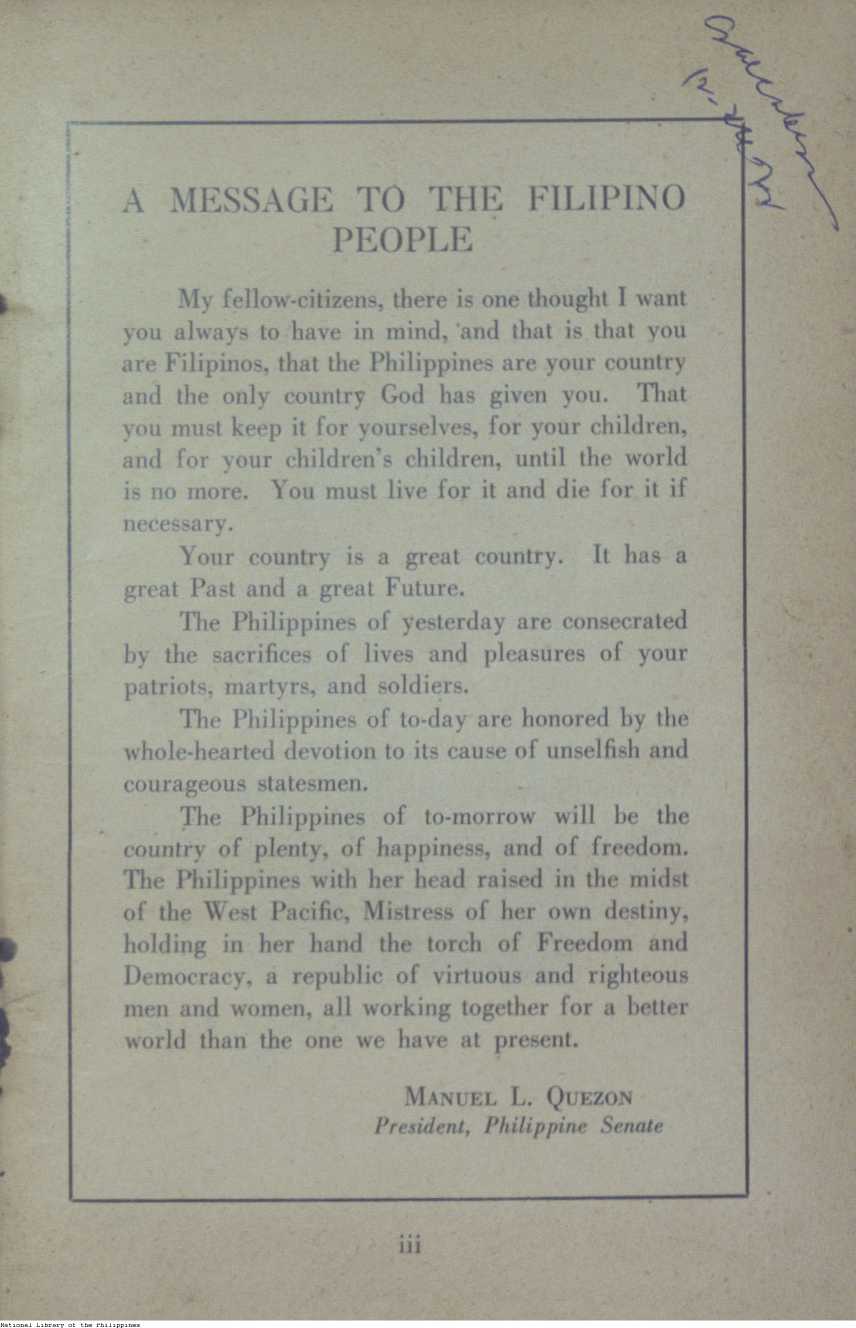 A MESSAGE TO THE FILIPINO
PEOPLE
My fellow-citizens, there is one thought I want
you always to have in mind, and that is that you
are Filipinos, that the Philippines are your country
and the only country God has given you. That
you must keep it for yourselves, for your children,
and for your children's children, until the world
is no more. You must live for it and die for it if
necessary.
Your country is a great country. It has a
great Past and a great Future.
The Philippines of yesterday are consecrated
by the sacrifices of lives and pleasures of your
patriots, martyrs, and soldiers.
The Philippines of to-day are honored by the
whole-hearted devotion to its cause of unselfish and
courageous statesmen.
The Philippines of to-morrow will be the
country of plenty, of happiness, and of freedom.
The Philippines with her head raised in the midst
of the West Pacific, Mistress of her own destiny,
holding in her hand the torch of Freedom and
Democracy, a republic of virtuous and righteous
men and women, all working together for a better
world than the one we have at present.
MANUEL L. QUEZON
President, Philippine Senate
iii
National Library of the Philippines